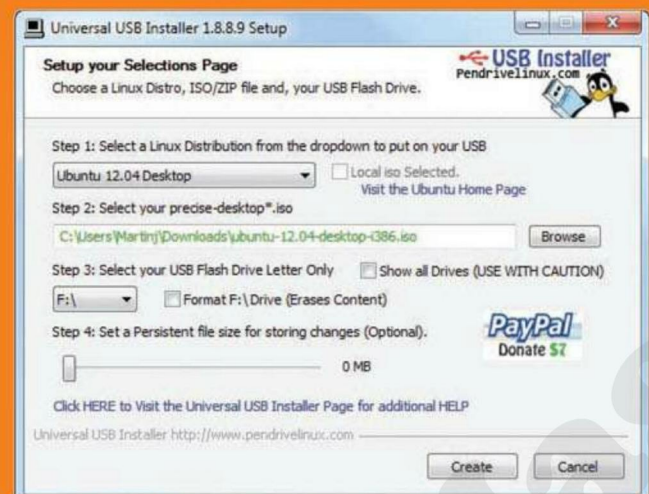 Universal USB Installer 1.8.8.9 Setup
Setup your Selections Page
Choose a Linux Distro, ISO/ZIP file and, your USB Flash Drive.
USB Installer
Pendrivelinux.com
Step 1: Select a Linux Distribution from the dropdown to put on your USB
Ubuntu 12.04 Desktop
Local iso Selected.
Visit the Ubuntu Home Page
Step 2: Select your precise-desktop*.iso
C:\Users\Martinj\Downloads\ubuntu-12.04-desktop-i386.iso
Browse
Step 3: Select your USB Flash Drive Letter Only
Show all Drives (USE WITH CAUTION)
F:\
Format F:\ Drive (Erases Content)
Step 4: Set a Persistent file size for storing changes (Optional).
PayPal
Donate $7
0 MB
Click HERE to Visit the Universal USB Installer Page for additional HELP
Universal USB Installer http://www.pendrivelinux.com
Create
Cancel